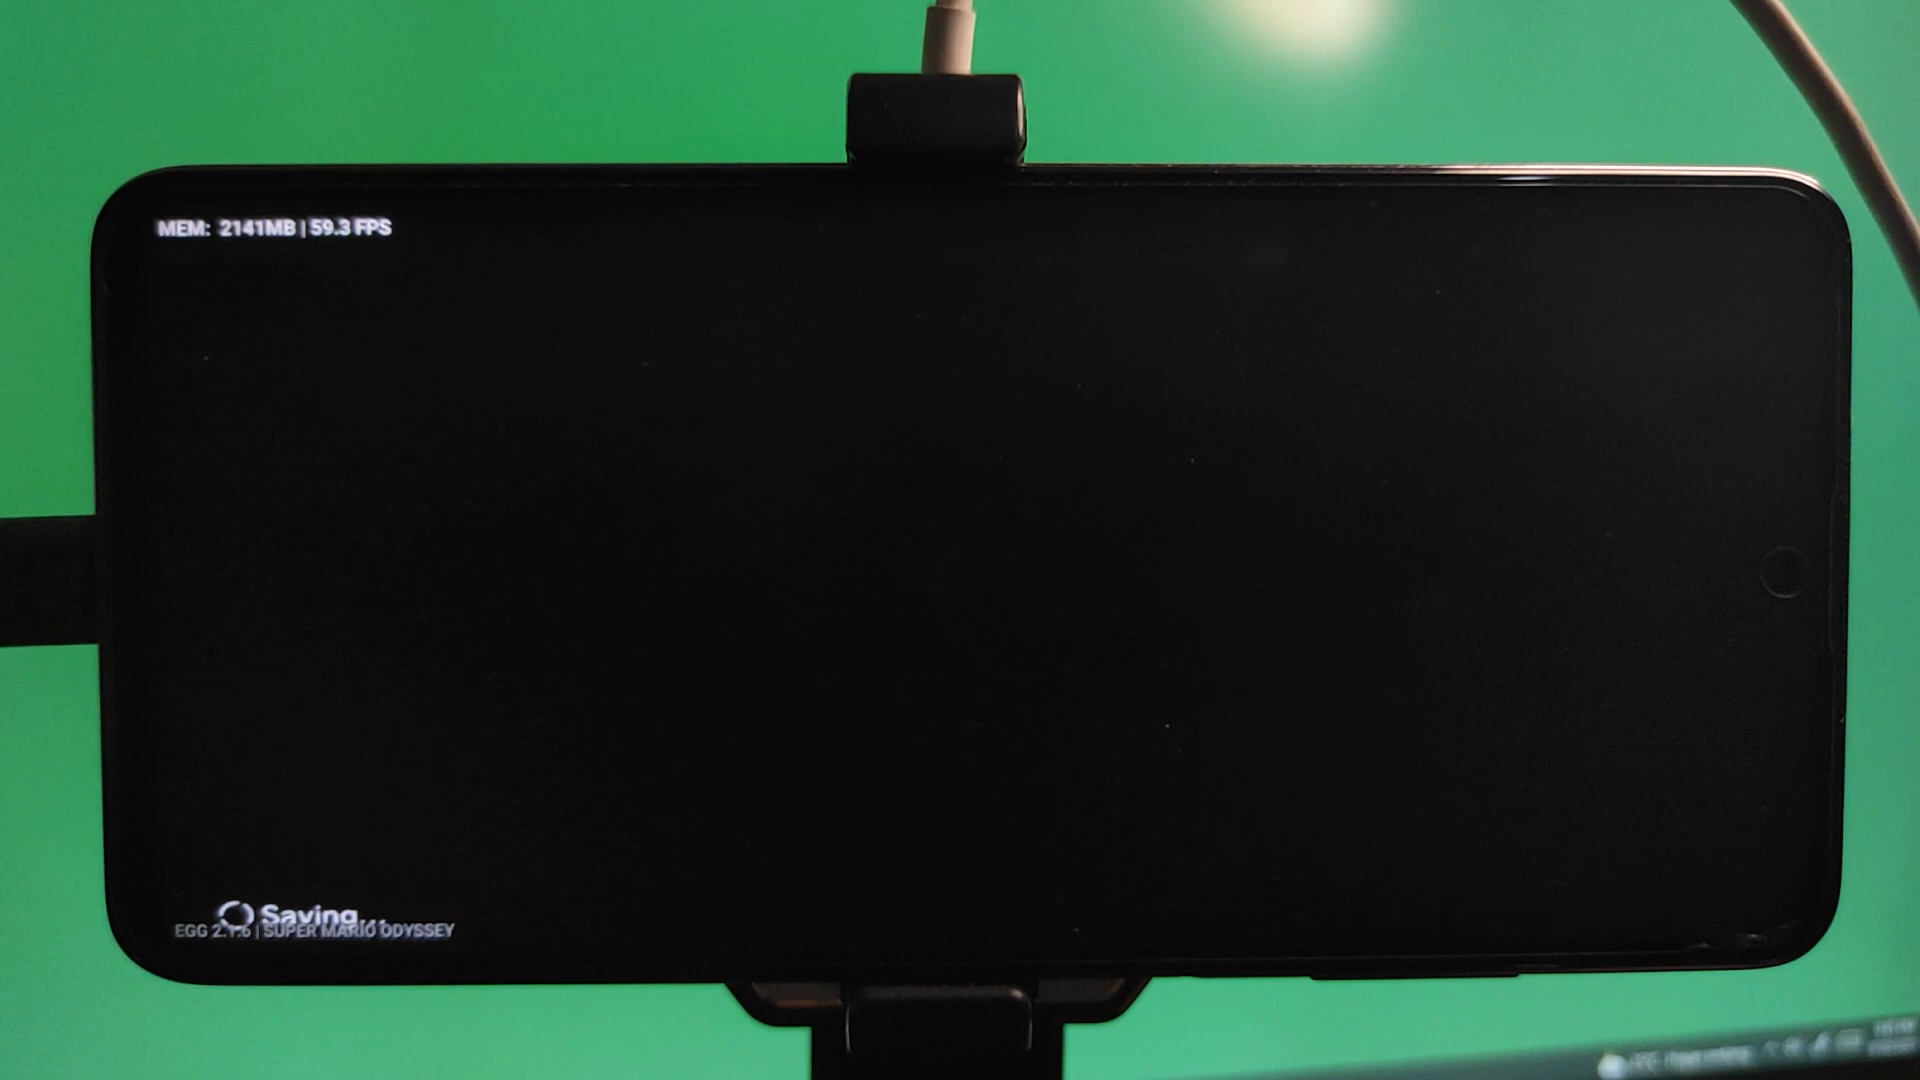 MEM: 2141MB | 59.3 FPS
Saving...
EGG 2.1.6 | SUPER MARIO ODYSSEY